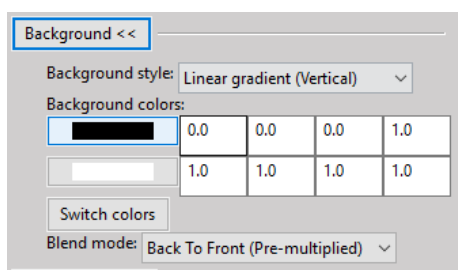 Background <<
Background style: Linear gradient (Vertical)
Background colors:
0.0 0.0 0.0 1.0
1.0 1.0 1.0 1.0
Switch colors
Blend mode: Back To Front (Pre-multiplied)